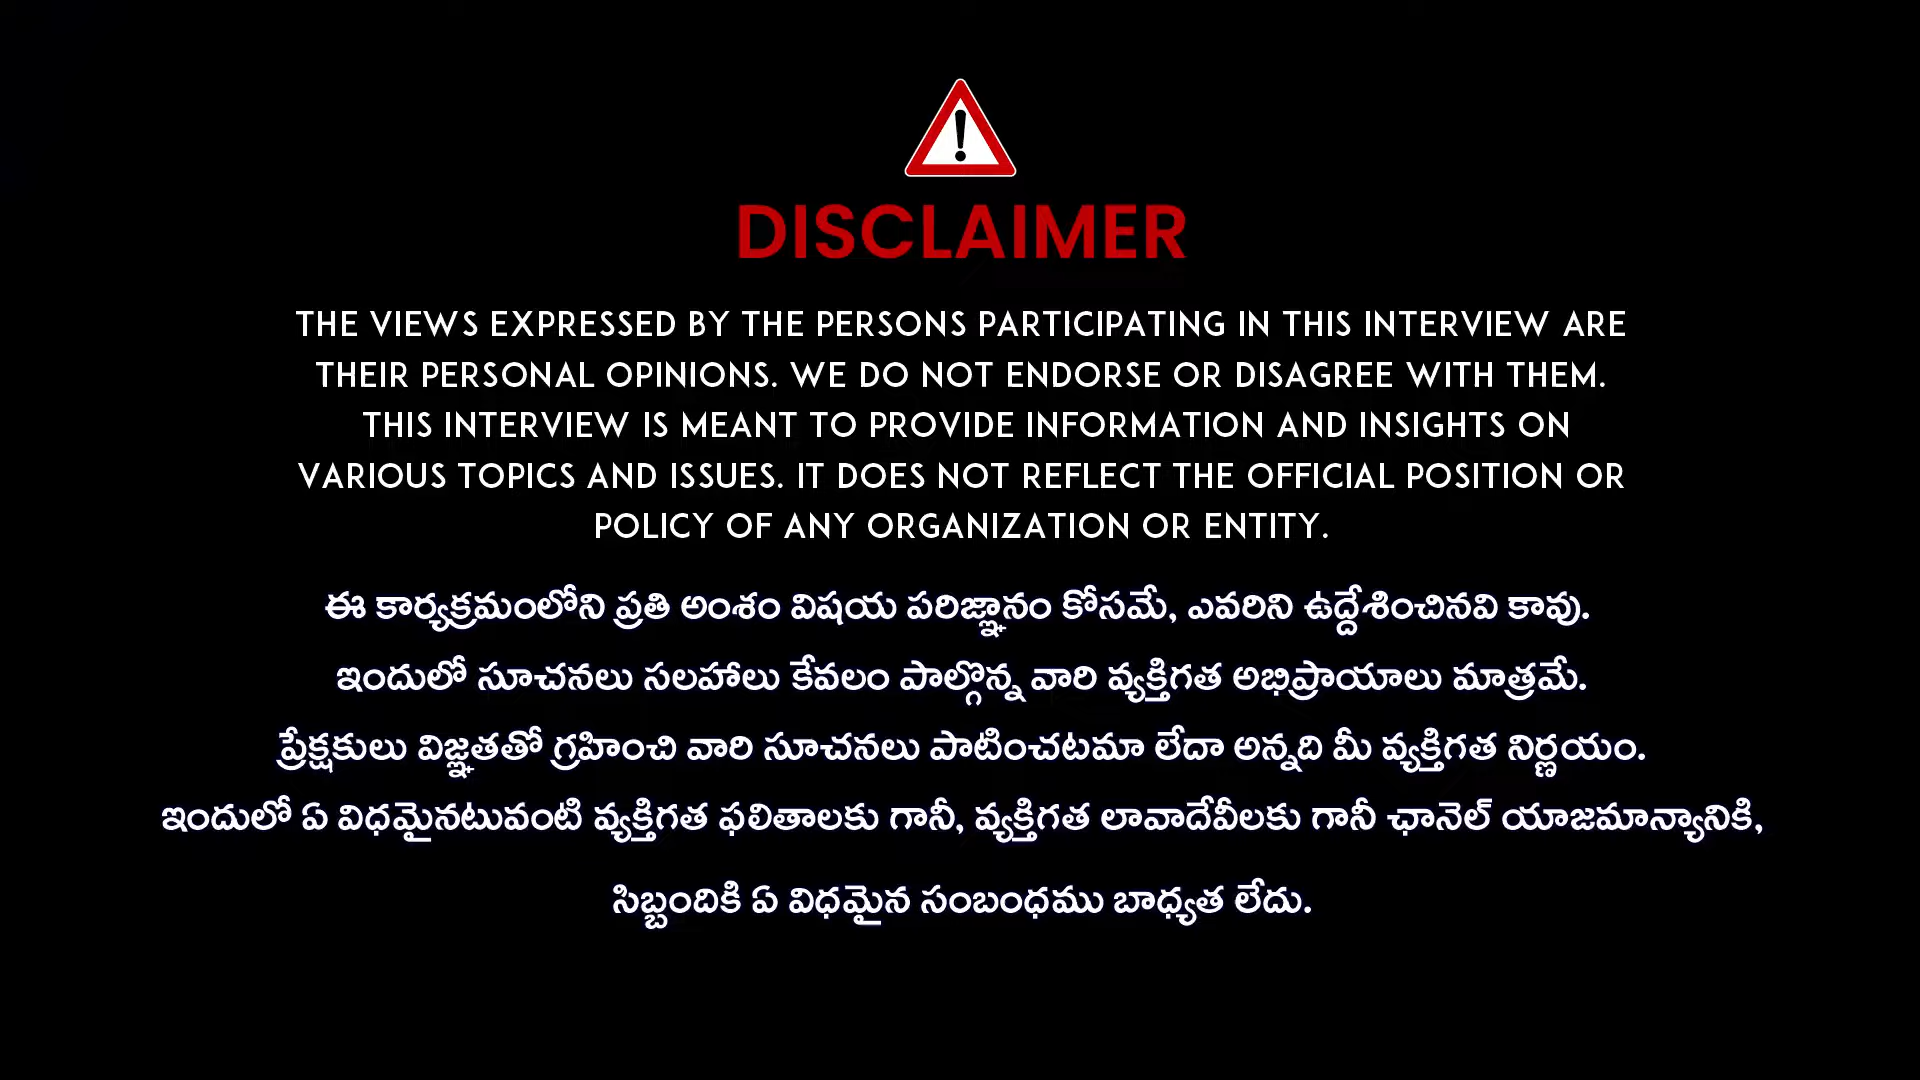 DISCLAIMER
THE VIEWS EXPRESSED BY THE PERSONS PARTICIPATING IN THIS INTERVIEW ARE
THEIR PERSONAL OPINIONS. WE DO NOT ENDORSE OR DISAGREE WITH THEM.
THIS INTERVIEW IS MEANT TO PROVIDE INFORMATION AND INSIGHTS ON
VARIOUS TOPICS AND ISSUES. IT DOES NOT REFLECT THE OFFICIAL POSITION OR
POLICY OF ANY ORGANIZATION OR ENTITY.
ఈ కార్యక్రమంలోని ప్రతి అంశం విషయ పరిజ్ఞానం కోసమే, ఎవరిని ఉద్దేశించినవి కావు.
ఇందులో సూచనలు సలహాలు కేవలం పాల్గొన్న వారి వ్యక్తిగత అభిప్రాయాలు మాత్రమే.
ప్రేక్షకులు విజ్ఞతతో గ్రహించి వారి సూచనలు పాటించటమా లేదా అన్నది మీ వ్యక్తిగత నిర్ణయం.
ఇందులో ఏ విధమైనటువంటి వ్యక్తిగత ఫలితాలకు గానీ, వ్యక్తిగత లావాదేవీలకు గానీ ఛానెల్ యాజమాన్యానికి,
సిబ్బందికి ఏ విధమైన సంబంధము బాధ్యత లేదు.